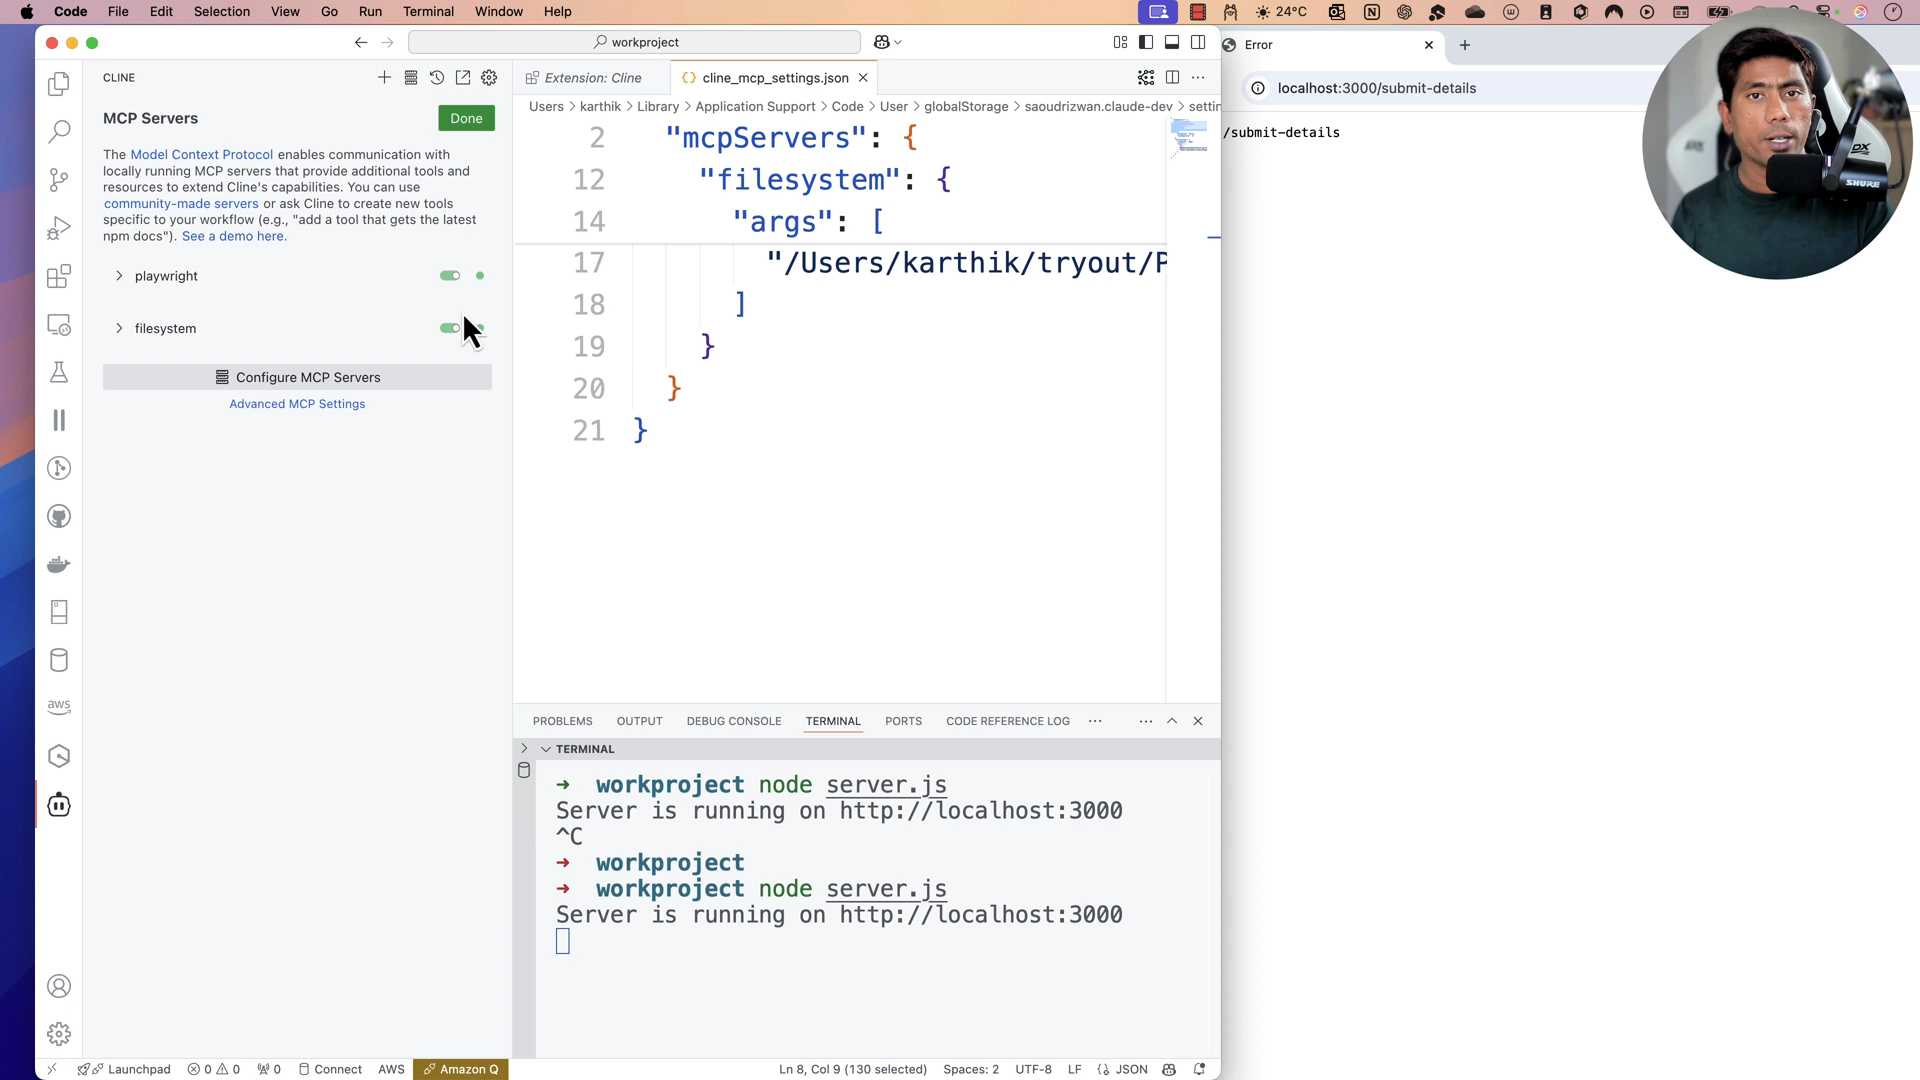 Code File Edit Selection View Go Run Terminal Window Help
24°C
workproject
Error
localhost:3000/submit-details
/submit-details
CLINE
MCP Servers
Done
The Model Context Protocol enables communication with
locally running MCP servers that provide additional tools and
resources to extend Cline's capabilities. You can use
community-made servers or ask Cline to create new tools
specific to your workflow (e.g., "add a tool that gets the latest
npm docs"). See a demo here.
playwright
filesystem
Configure MCP Servers
Advanced MCP Settings
aws
Extension: Cline
cline_mcp_settings.json
Users > karthik > Library > Application Support > Code > User > globalStorage > saoudrizwan.claude-dev > settin
2 "mcpServers": {
12 "filesystem": {
14 "args": [
17 "/Users/karthik/tryout/P
18 ]
19 }
20 }
21 }
PROBLEMS OUTPUT DEBUG CONSOLE TERMINAL PORTS CODE REFERENCE LOG
TERMINAL
→ workproject node server.js
Server is running on http://localhost:3000
^C
→ workproject
→ workproject node server.js
Server is running on http://localhost:3000
Launchpad 0 0 0 Connect AWS Amazon Q
Ln 8, Col 9 (130 selected) Spaces: 2 UTF-8 LF {} JSON
SHURE
DX